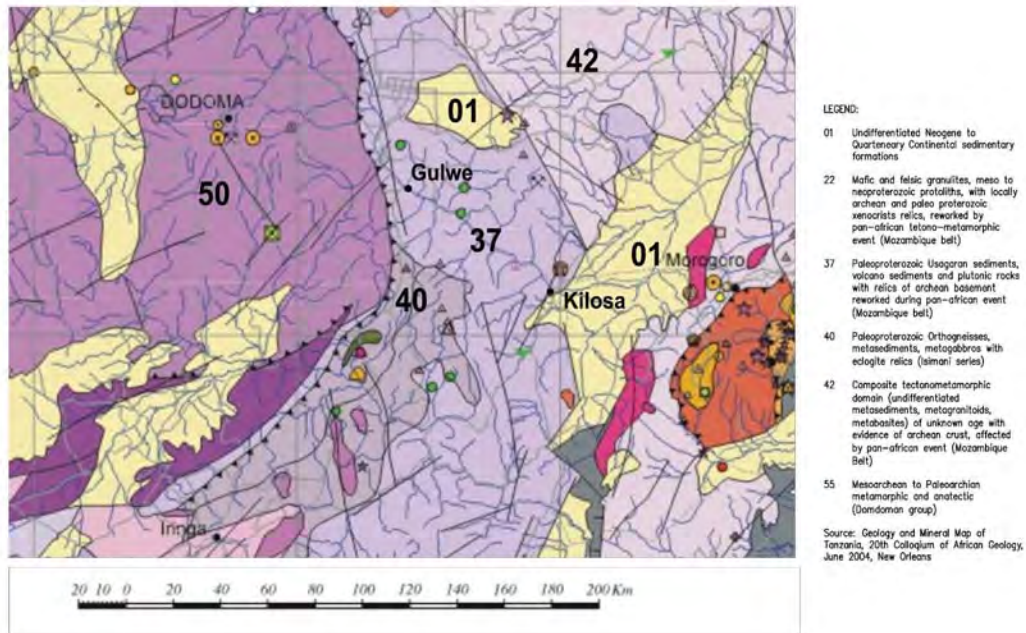 42
01
DODOMA
Gulwe
50
37
01
Morogoro
40
Kilosa
Iringa
20 10 0 20 40 60 80 100 120 140 160 180 200 Km
LEGEND:
01 Undifferentiated Neogene to
Quarteneary Continental sedimentary
formations
22 Mafic and felsic granulites, meso to
neoproterozoic protoliths, with locally
archean and paleo proterozoic
xenocrists relics, reworked by
pan-african tetono-metamorphic
event (Mozambique belt)
37 Paleoproterozoic Usagaran sediments,
volcano sediments and plutonic rocks
with relics of archean basement
reworked during pan-african event
(Mozambique belt)
40 Paleoproterozoic Orthogneisses,
metasediments, metogabbros with
eclogite relics (Isimani series)
42 Composite tectonometamorphic
domain (undifferentiated
metasediments, metagranitoids,
metabasites) of unknown age with
evidence of archean crust, affected
by pan-african event (Mozambique
Belt)
55 Mesoarchean to Paleoarchian
metamorphic and anatectic
(Domdoman group)
Source: Geology and Mineral Map of
Tanzania, 20th Colloqium of African Geology,
June 2004, New Orleans